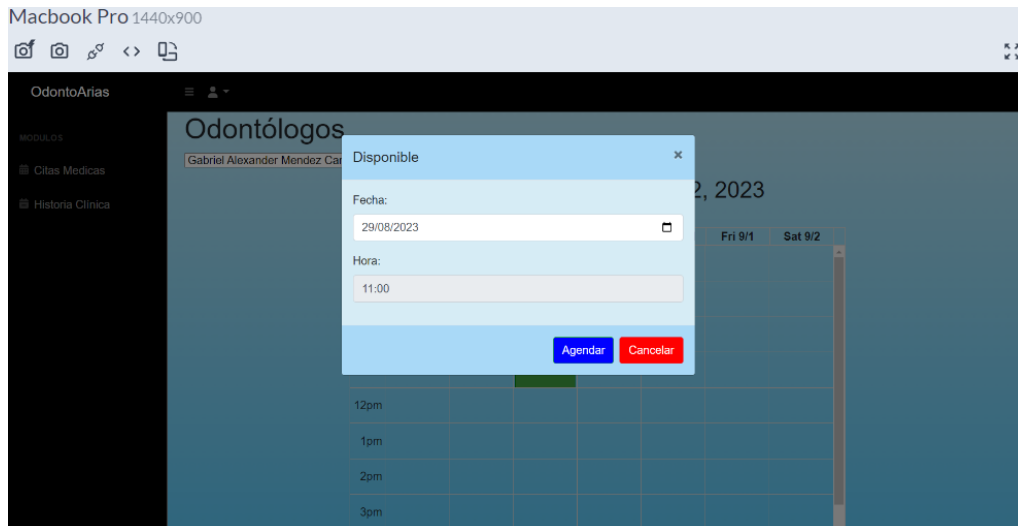 Macbook Pro 1440x900
OdontoArias
MODULOS
Citas Medicas
Historia Clínica
Odontólogos
Gabriel Alexander Mendez Car
2, 2023
Fri 9/1 Sat 9/2
Disponible
Fecha:
29/08/2023
Hora:
11:00
Agendar Cancelar
12pm
1pm
2pm
3pm